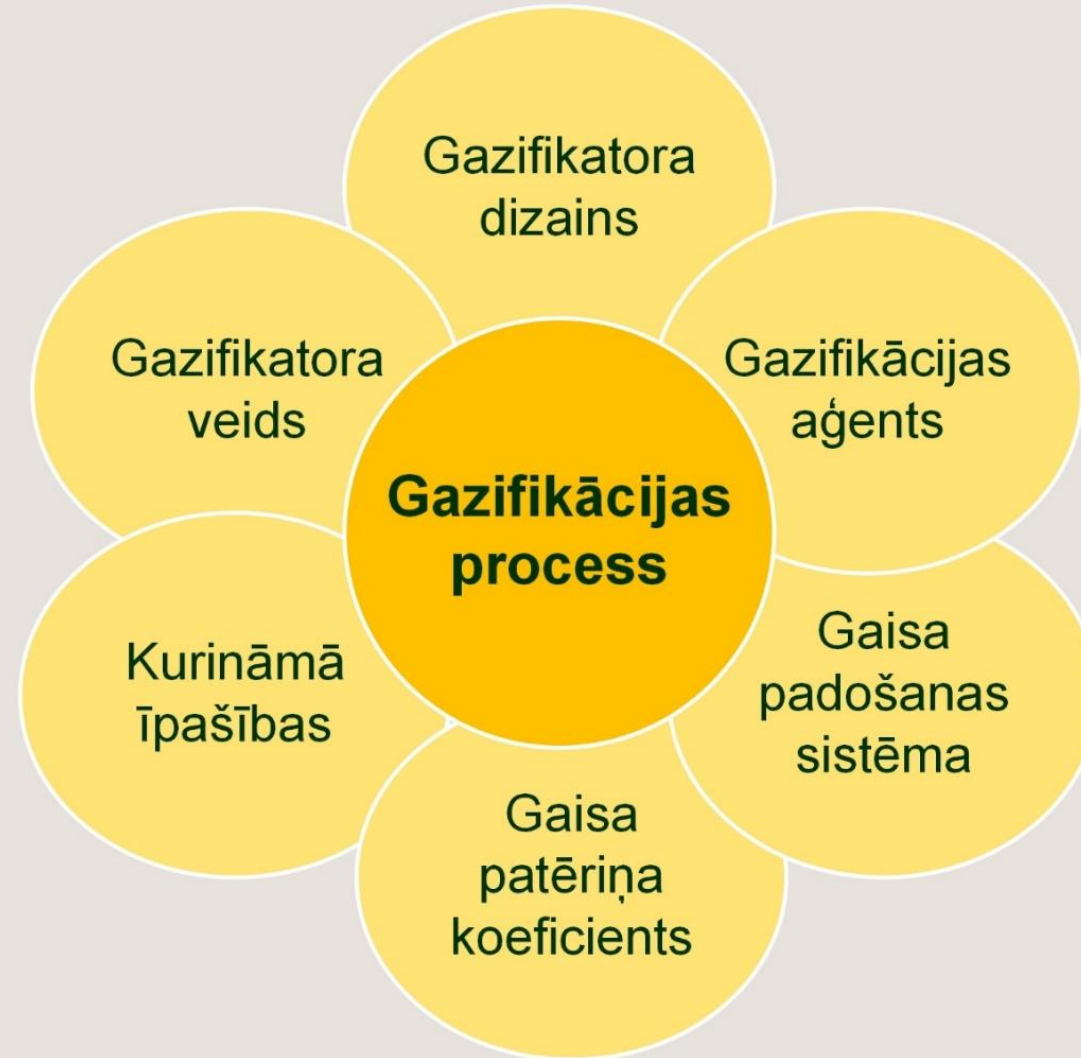 Gazifikatora
dizains
Gazifikatora
veids
Gazifikācijas
aģents
Gazifikācijas
process
Kurināmā
īpašības
Gaisa
padošanas
sistēma
Gaisa
patēriņa
koeficients